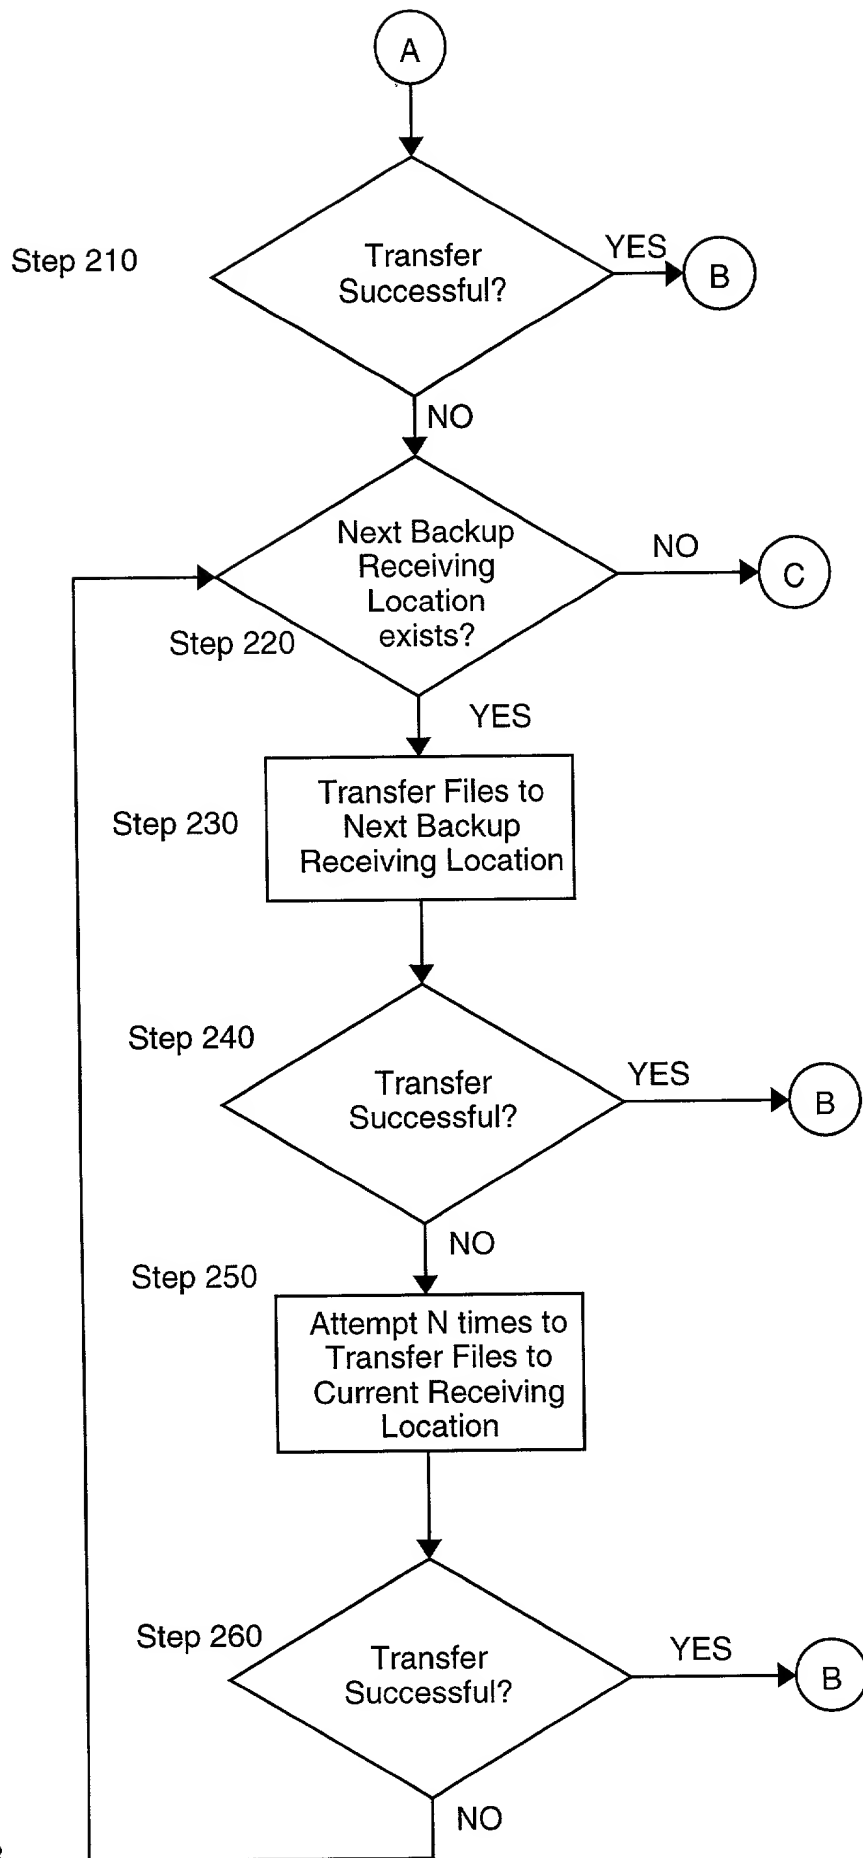 A
Step 210
Transfer
Successful?
YES
B
NO
Next Backup
Receiving
Location
exists?
NO
C
Step 220
YES
Step 230
Transfer Files to
Next Backup
Receiving Location
Step 240
Transfer
Successful?
YES
B
NO
Step 250
Attempt N times to
Transfer Files to
Current Receiving
Location
Step 260
Transfer
Successful?
YES
B
NO